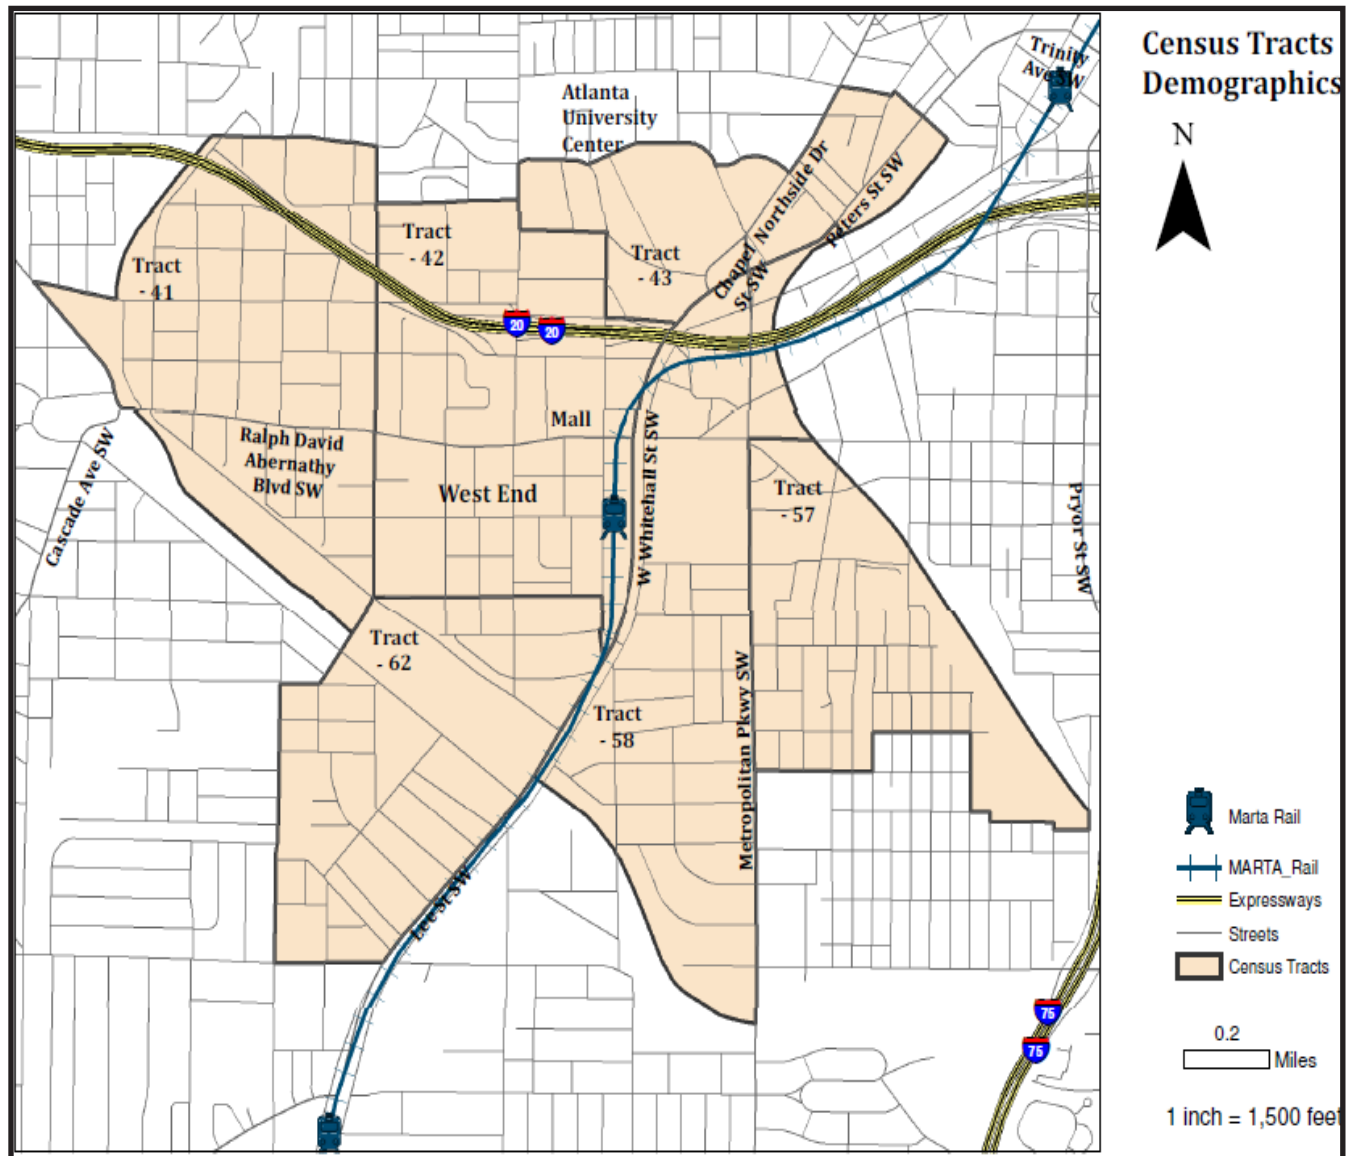 Census Tracts
Demographics
N
Trinity
Ave SW
Atlanta
University
Center
Northside Dr
Peters St SW
Chapel
St SW
Tract
- 42
Tract
- 43
Tract
- 41
20
20
Mall
Ralph David
Abernathy
Blvd SW
West End
W Whitehall St SW
Cascade Ave SW
Tract
- 57
Pryor St SW
Tract
- 62
Tract
- 58
Metropolitan Pkwy SW
Lee St SW
75
75
Marta Rail
MARTA_Rail
Expressways
Streets
Census Tracts
0.2
Miles
1 inch = 1,500 feet